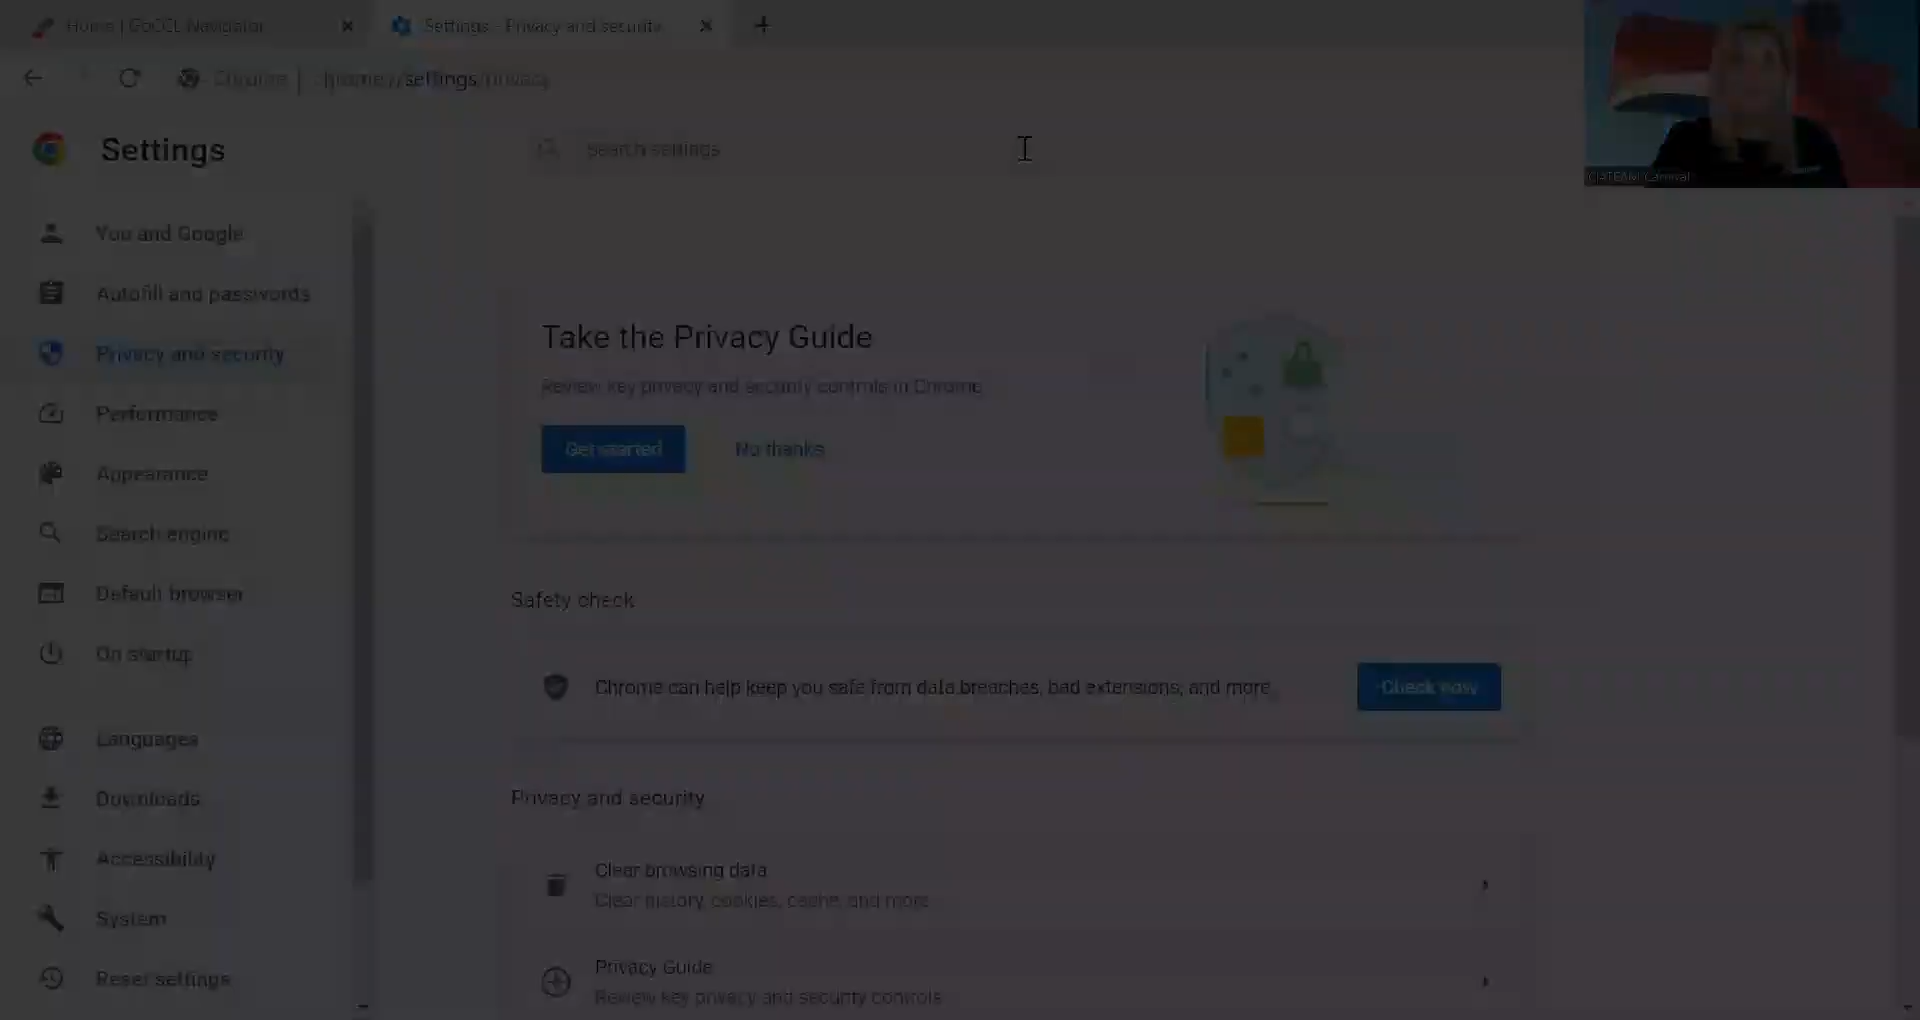 Home | GoCCL Navigator
Settings - Privacy and security
Chrome | chrome://settings/privacy
Settings
Search settings
You and Google
Autofill and passwords
Privacy and security
Performance
Appearance
Search engine
Default browser
On startup
Languages
Downloads
Accessibility
System
Reset settings
Take the Privacy Guide
Review key privacy and security controls in Chrome
Get started
No thanks
Safety check
Chrome can help keep you safe from data breaches, bad extensions, and more
Check now
Privacy and security
Clear browsing data
Clear history, cookies, cache, and more
Privacy Guide
Review key privacy and security controls
Carnival